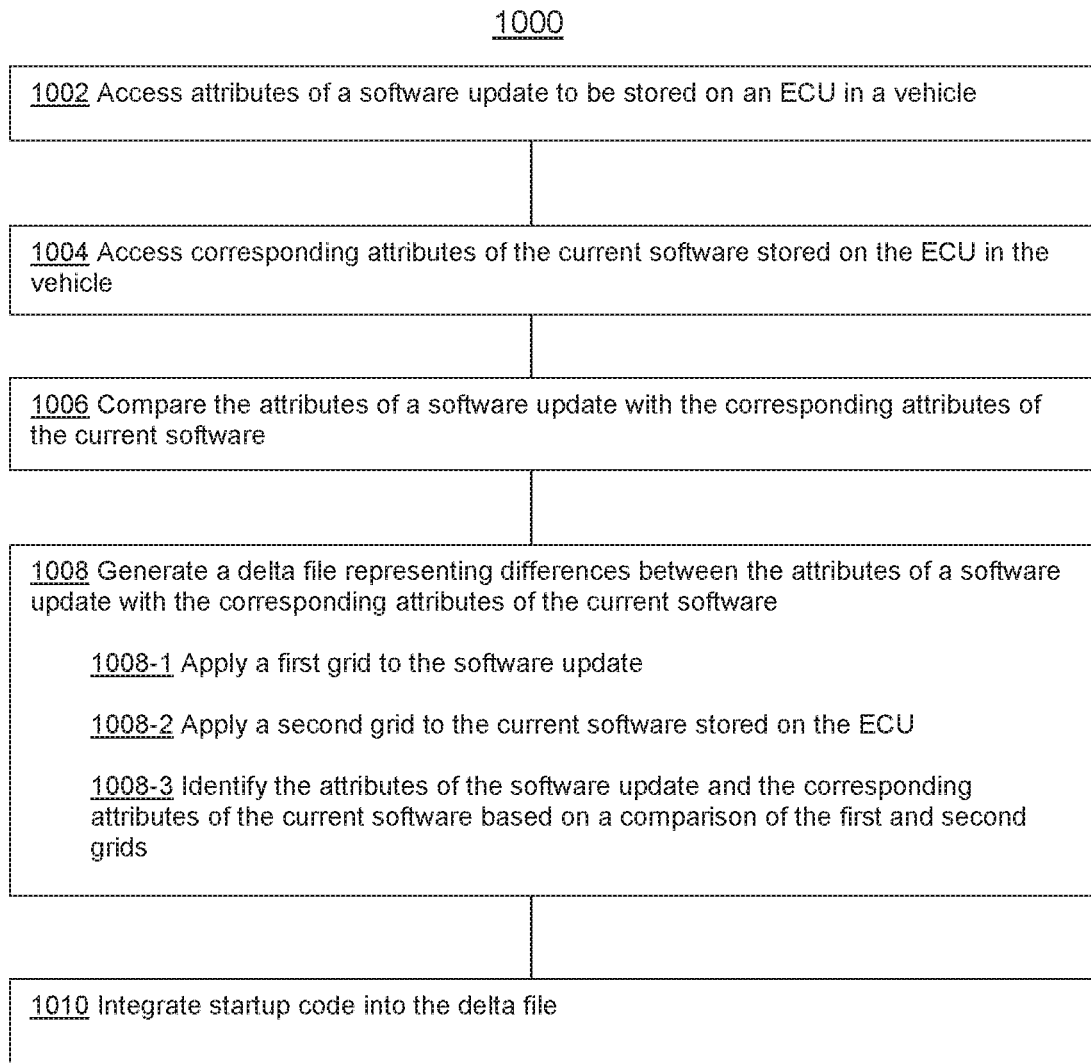 1000
1002 Access attributes of a software update to be stored on an ECU in a vehicle
1004 Access corresponding attributes of the current software stored on the ECU in the
vehicle
1006 Compare the attributes of a software update with the corresponding attributes of
the current software
1008 Generate a delta file representing differences between the attributes of a software
update with the corresponding attributes of the current software
1008-1 Apply a first grid to the software update
1008-2 Apply a second grid to the current software stored on the ECU
1008-3 Identify the attributes of the software update and the corresponding
attributes of the current software based on a comparison of the first and second
grids
1010 Integrate startup code into the delta file